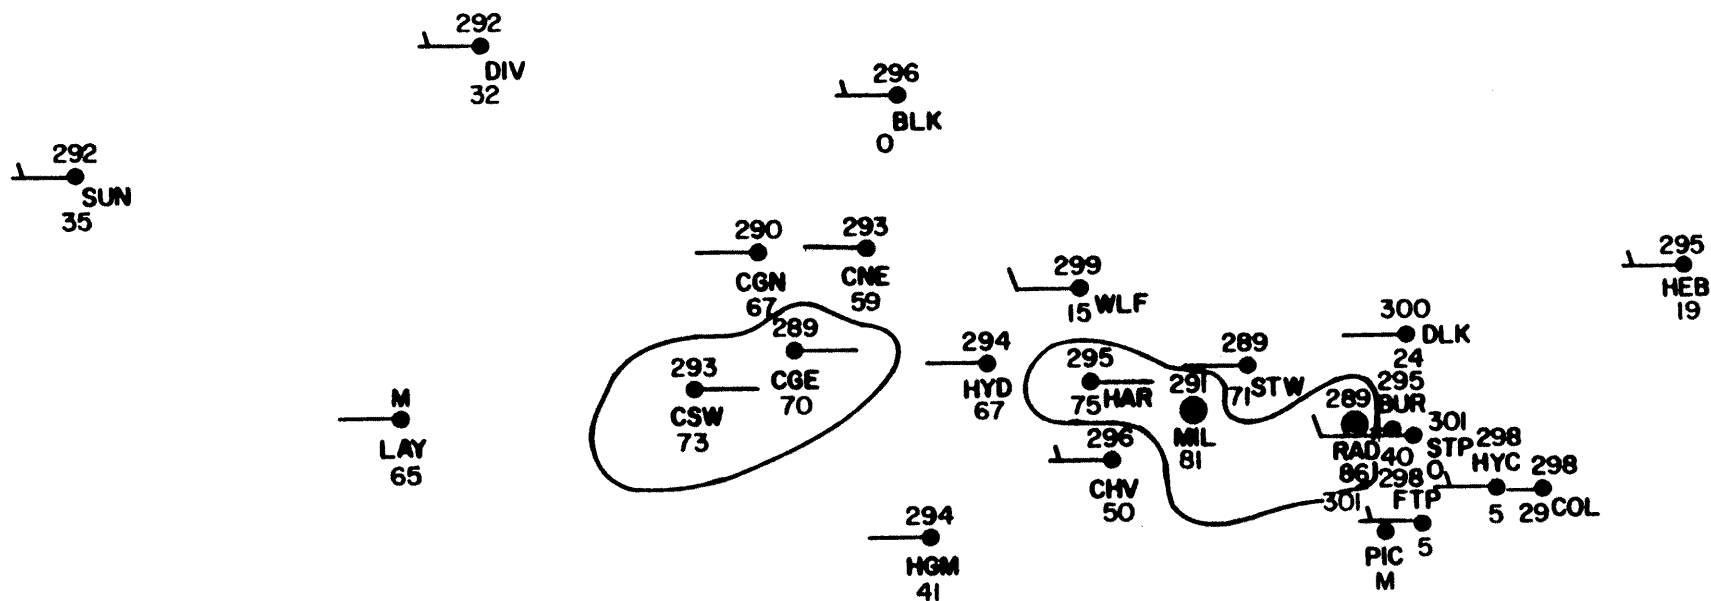 292
DIV
32
296
BLK
0
292
SUN
35
290
CGN
67
293
CNE
59
299
WLF
15
295
HEB
19
289
CGE
70
293
CSW
73
294
HYD
67
295
HAR
75
289
STW
71
300
DLK
24
291
MIL
81
289
RAD
86
295
BUR
40
301
STP
0
M
LAY
65
296
CHV
50
298
HYC
5
298
COL
29
298
FTP
5
301
PIC
M
294
HGM
41